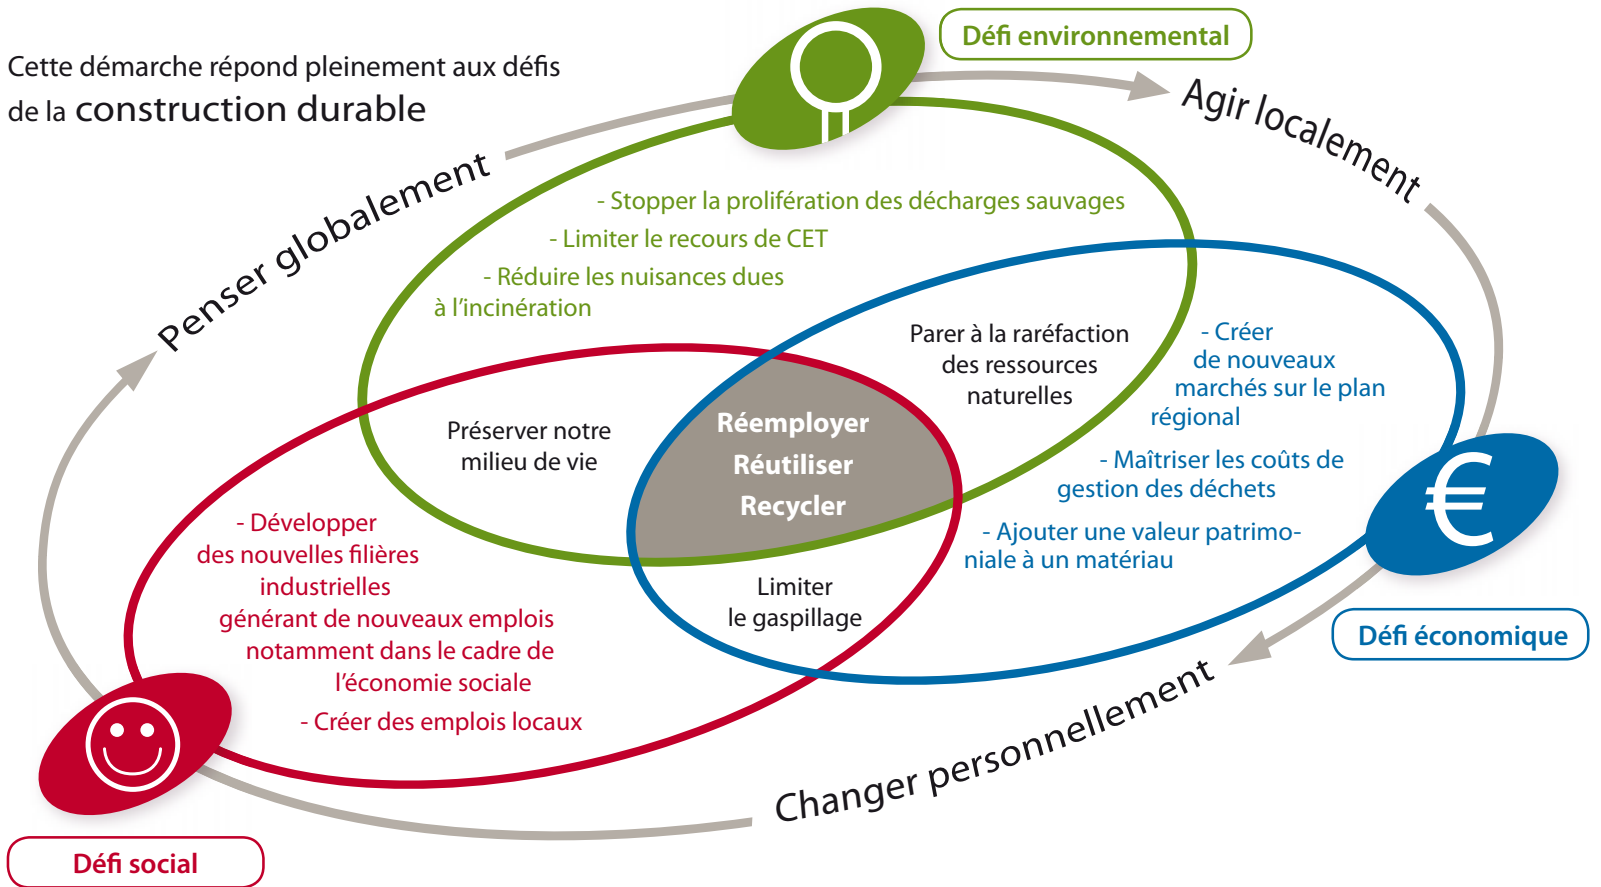 Cette démarche répond pleinement aux défis
de la construction durable
Défi environnemental
Penser globalement
Agir localement
- Stopper la prolifération des décharges sauvages
- Limiter le recours de CET
- Réduire les nuisances dues
à l’incinération
Parer à la raréfaction
des ressources
naturelles
- Créer
de nouveaux
marchés sur le plan
régional
- Maîtriser les coûts de
gestion des déchets
- Ajouter une valeur patrimo-
niale à un matériau
Préserver notre
milieu de vie
Réemployer
Réutiliser
Recycler
- Développer
des nouvelles filières
industrielles
générant de nouveaux emplois
notamment dans le cadre de
l’économie sociale
- Créer des emplois locaux
Limiter
le gaspillage
€
Défi économique
Changer personnellement
Défi social